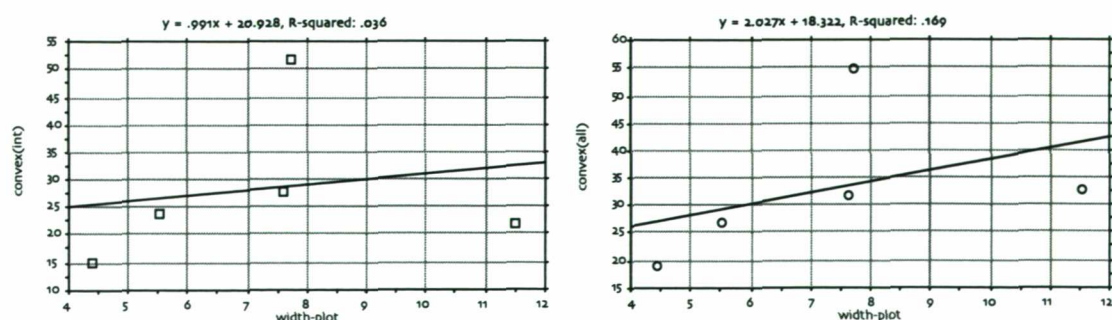 y = .991x + 20.928, R-squared: .036
55
50
45
40
35
30
25
20
15
10
convex(int)
4 5 6 7 8 9 10 11 12
width-plot
y = 2.027x + 18.322, R-squared: .169
60
55
50
45
40
35
30
25
20
15
convex(all)
4 5 6 7 8 9 10 11 12
width-plot